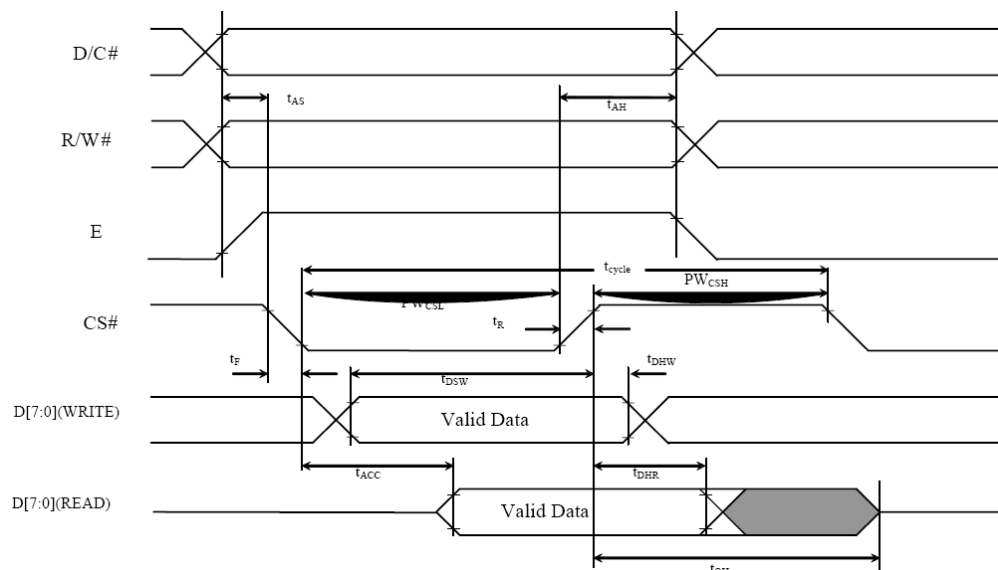 D/C#
tAS
tAH
R/W#
E
tcycle
PWCSL
PWCSH
CS#
tR
tF
tDSW
tDHW
D[7:0](WRITE)
Valid Data
tACC
tDHR
D[7:0](READ)
Valid Data